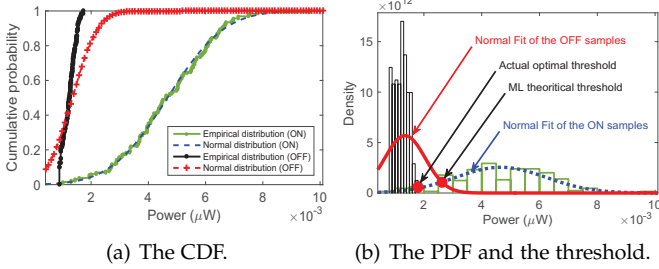 1
0.8
0.6
0.4
0.2
0
Cumulative probability
2
4
6
8
10
Power (μW)
×10⁻³
Empirical distribution (ON)
Normal distribution (ON)
Empirical distribution (OFF)
Normal distribution (OFF)
(a) The CDF.
×10¹²
15
10
5
0
Density
Normal Fit of the OFF samples
Actual optimal threshold
ML theoritical threshold
Normal Fit of the ON samples
2
4
6
8
10
Power (μW)
×10⁻³
(b) The PDF and the threshold.